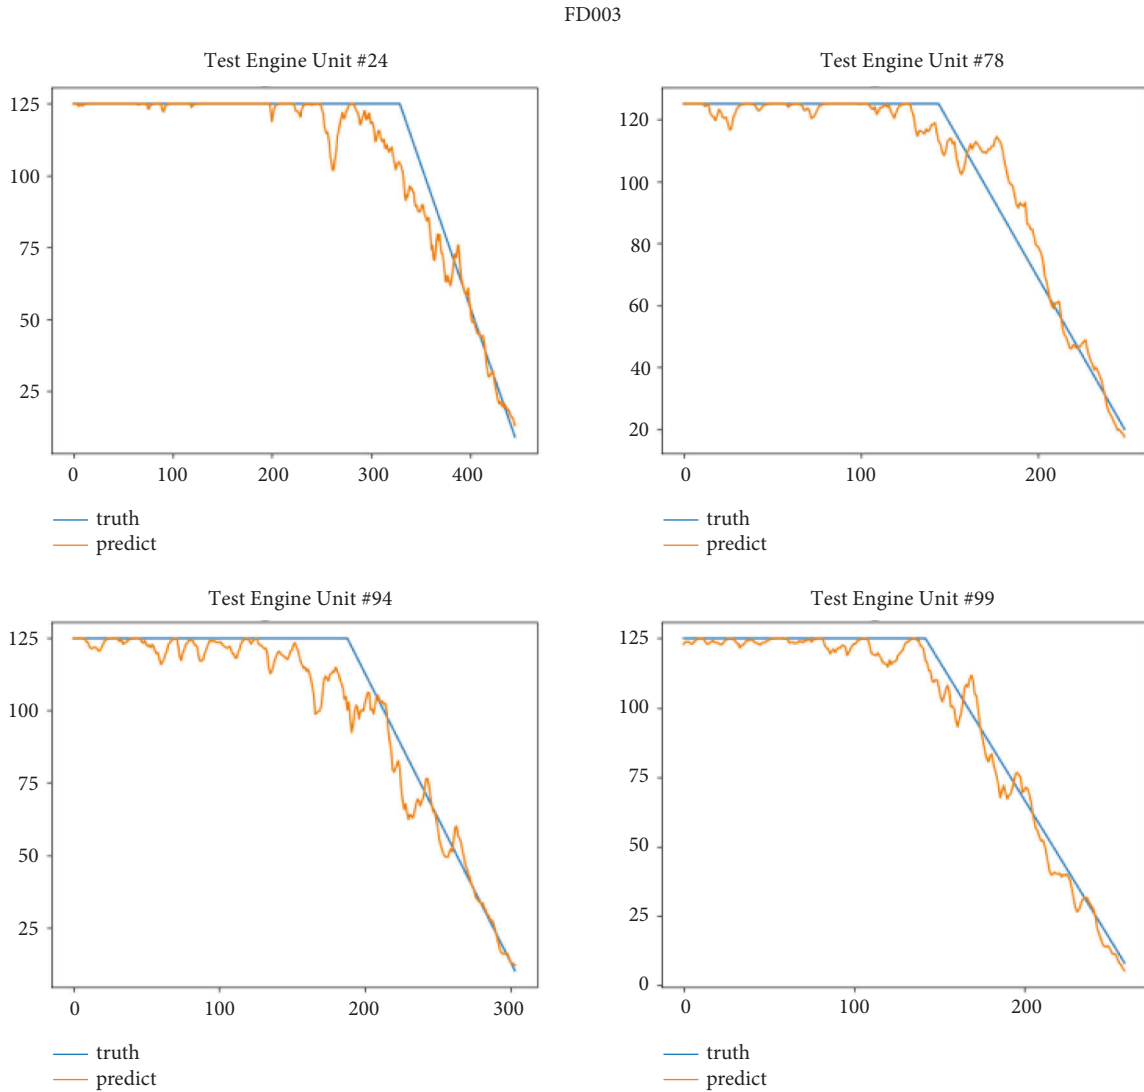 FD003
Test Engine Unit #24
125
100
75
50
25
0 100 200 300 400
truth
predict
Test Engine Unit #78
120
100
80
60
40
20
0 100 200
truth
predict
Test Engine Unit #94
125
100
75
50
25
0 100 200 300
truth
predict
Test Engine Unit #99
125
100
75
50
25
0
0 100 200
truth
predict